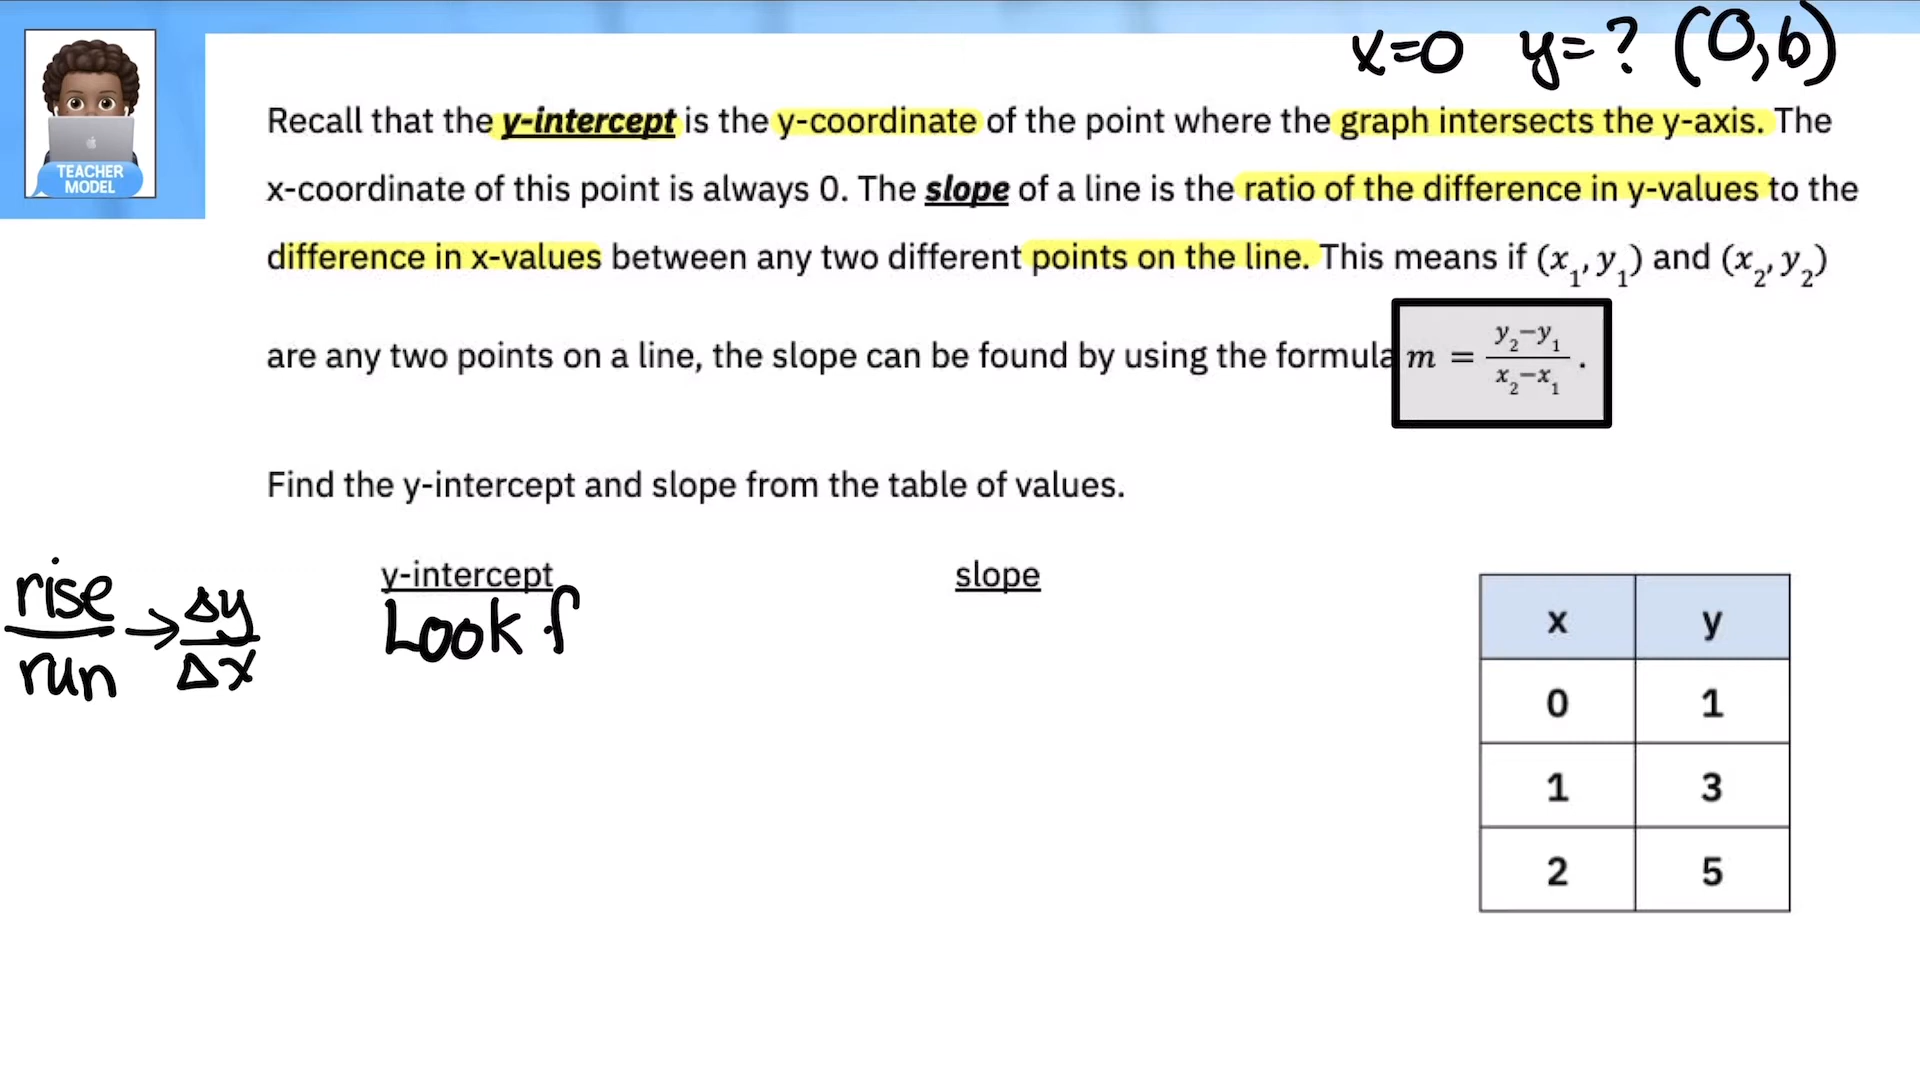 x=0 y=? (0,b)
TEACHER
MODEL
Recall that the y-intercept is the y-coordinate of the point where the graph intersects the y-axis. The
x-coordinate of this point is always 0. The slope of a line is the ratio of the difference in y-values to the
difference in x-values between any two different points on the line. This means if (x₁, y₁) and (x₂, y₂)
are any two points on a line, the slope can be found by using the formula m = (y₂−y₁)/(x₂−x₁).
Find the y-intercept and slope from the table of values.
rise/run → Δy/Δx
y-intercept slope
Look f
x y
0 1
1 3
2 5